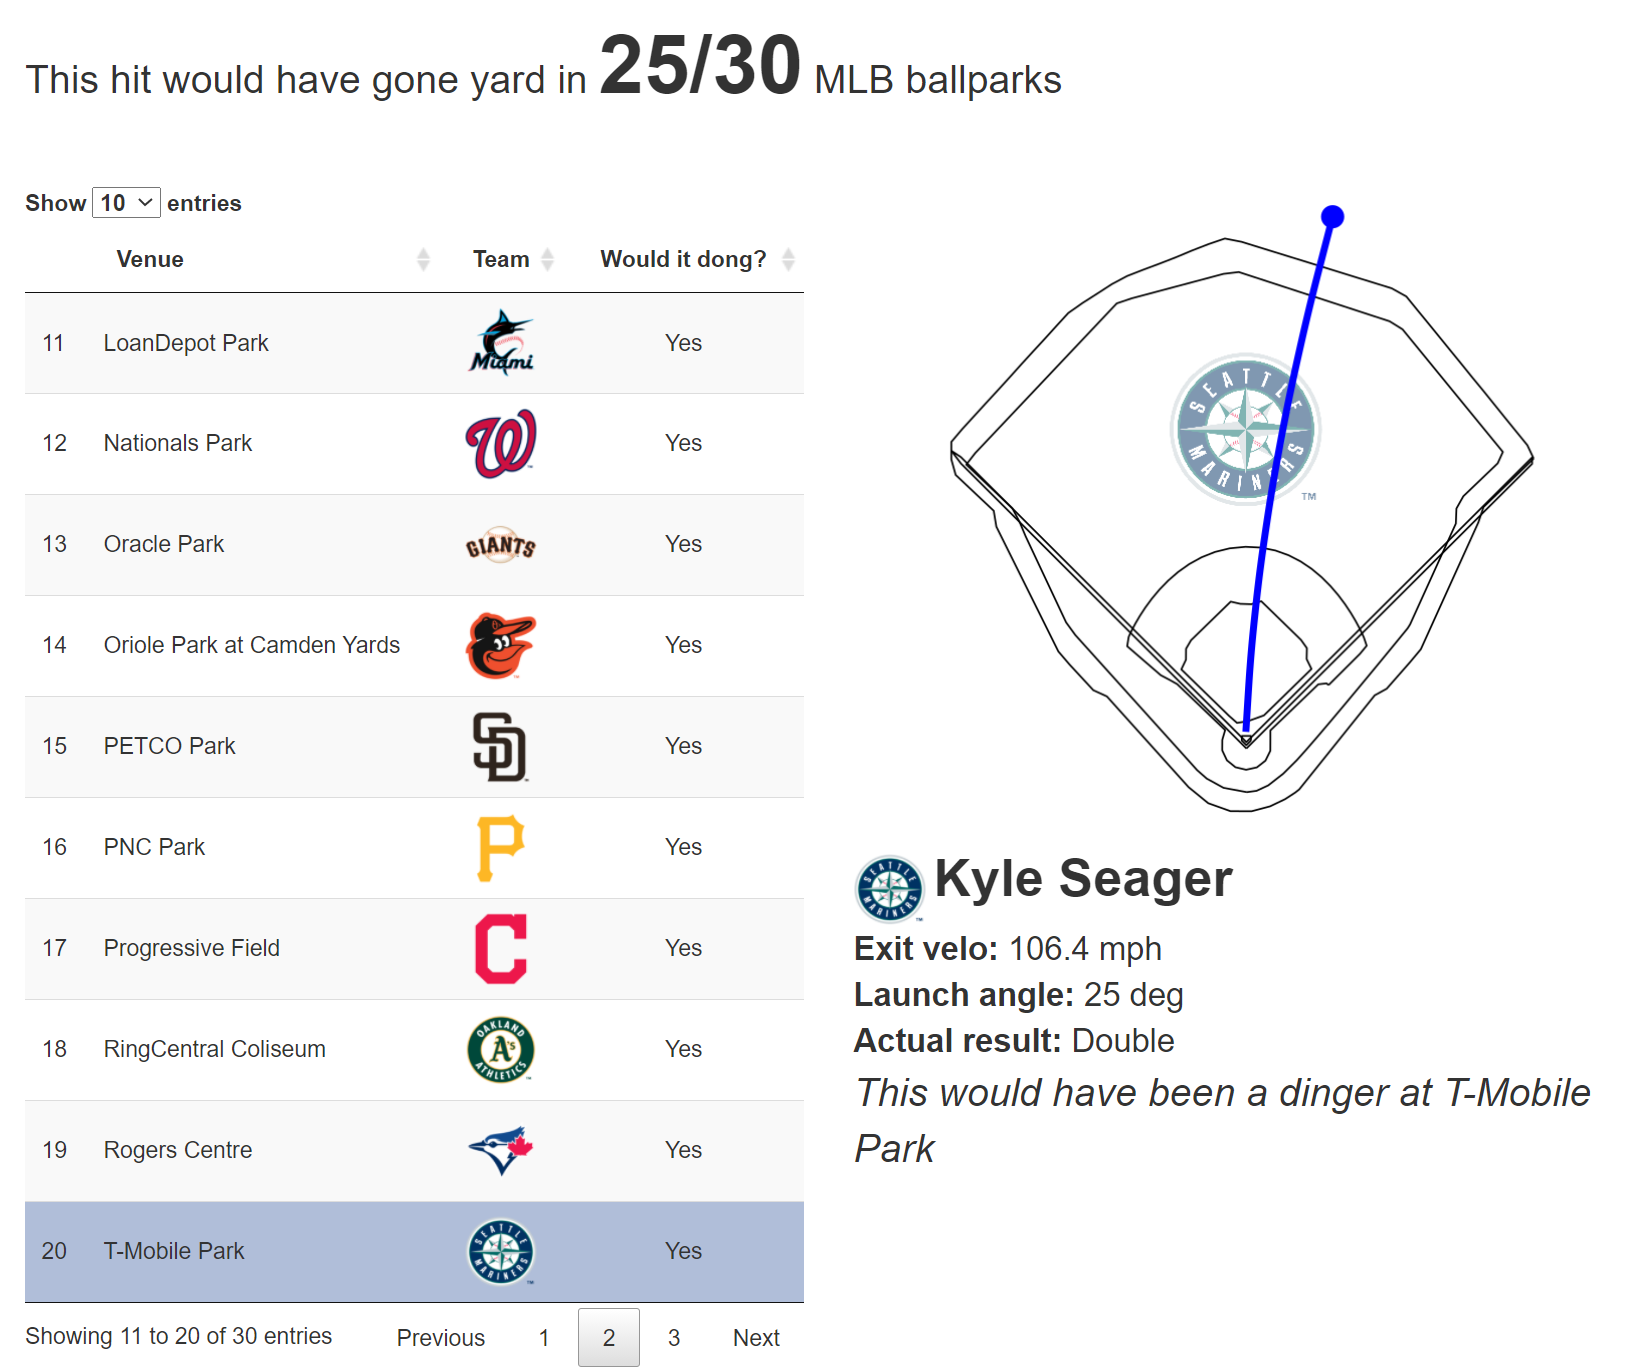 This hit would have gone yard in 25/30 MLB ballparks
Show 10 entries
Venue Team Would it dong?
11 LoanDepot Park Miami Yes
12 Nationals Park W Yes
13 Oracle Park GIANTS Yes
14 Oriole Park at Camden Yards Yes
15 PETCO Park SD Yes
16 PNC Park P Yes
17 Progressive Field C Yes
18 RingCentral Coliseum OAKLAND A's ATHLETICS Yes
19 Rogers Centre Yes
20 T-Mobile Park SEATTLE MARINERS TM Yes
Showing 11 to 20 of 30 entries Previous 1 2 3 Next
SEATTLE
MARINERS
TM
SEATTLE MARINERS TM Kyle Seager
Exit velo: 106.4 mph
Launch angle: 25 deg
Actual result: Double
This would have been a dinger at T-Mobile
Park